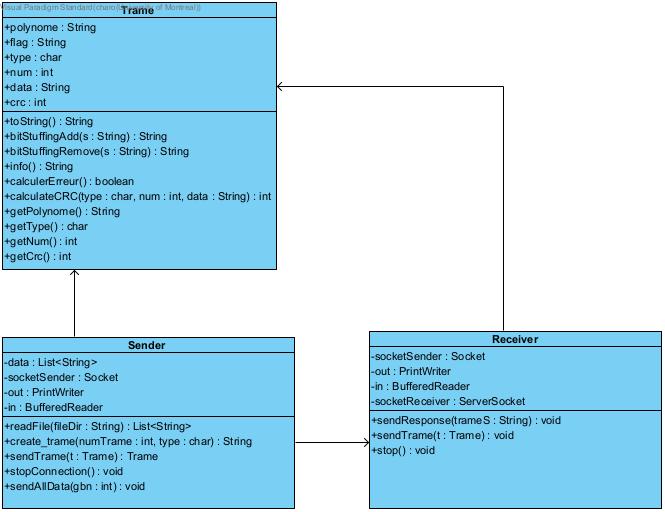 Visual Paradigm Standard(charo(University of Montreal))
Trame
+polynome : String
+flag : String
+type : char
+num : int
+data : String
+crc : int
+toString() : String
+bitStuffingAdd(s : String) : String
+bitStuffingRemove(s : String) : String
+info() : String
+calculerErreur() : boolean
+calculateCRC(type : char, num : int, data : String) : int
+getPolynome() : String
+getType() : char
+getNum() : int
+getCrc() : int
Sender
-data : List<String>
-socketSender : Socket
-out : PrintWriter
-in : BufferedReader
+readFile(fileDir : String) : List<String>
+create_trame(numTrame : int, type : char) : String
+sendTrame(t : Trame) : Trame
+stopConnection() : void
+sendAllData(gbn : int) : void
Receiver
-socketSender : Socket
-out : PrintWriter
-in : BufferedReader
-socketReceiver : ServerSocket
+sendResponse(trameS : String) : void
+sendTrame(t : Trame) : void
+stop() : void